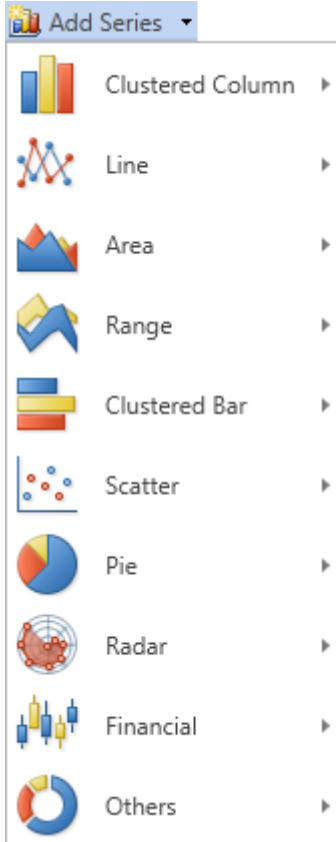 Add Series
Clustered Column
Line
Area
Range
Clustered Bar
Scatter
Pie
Radar
Financial
Others